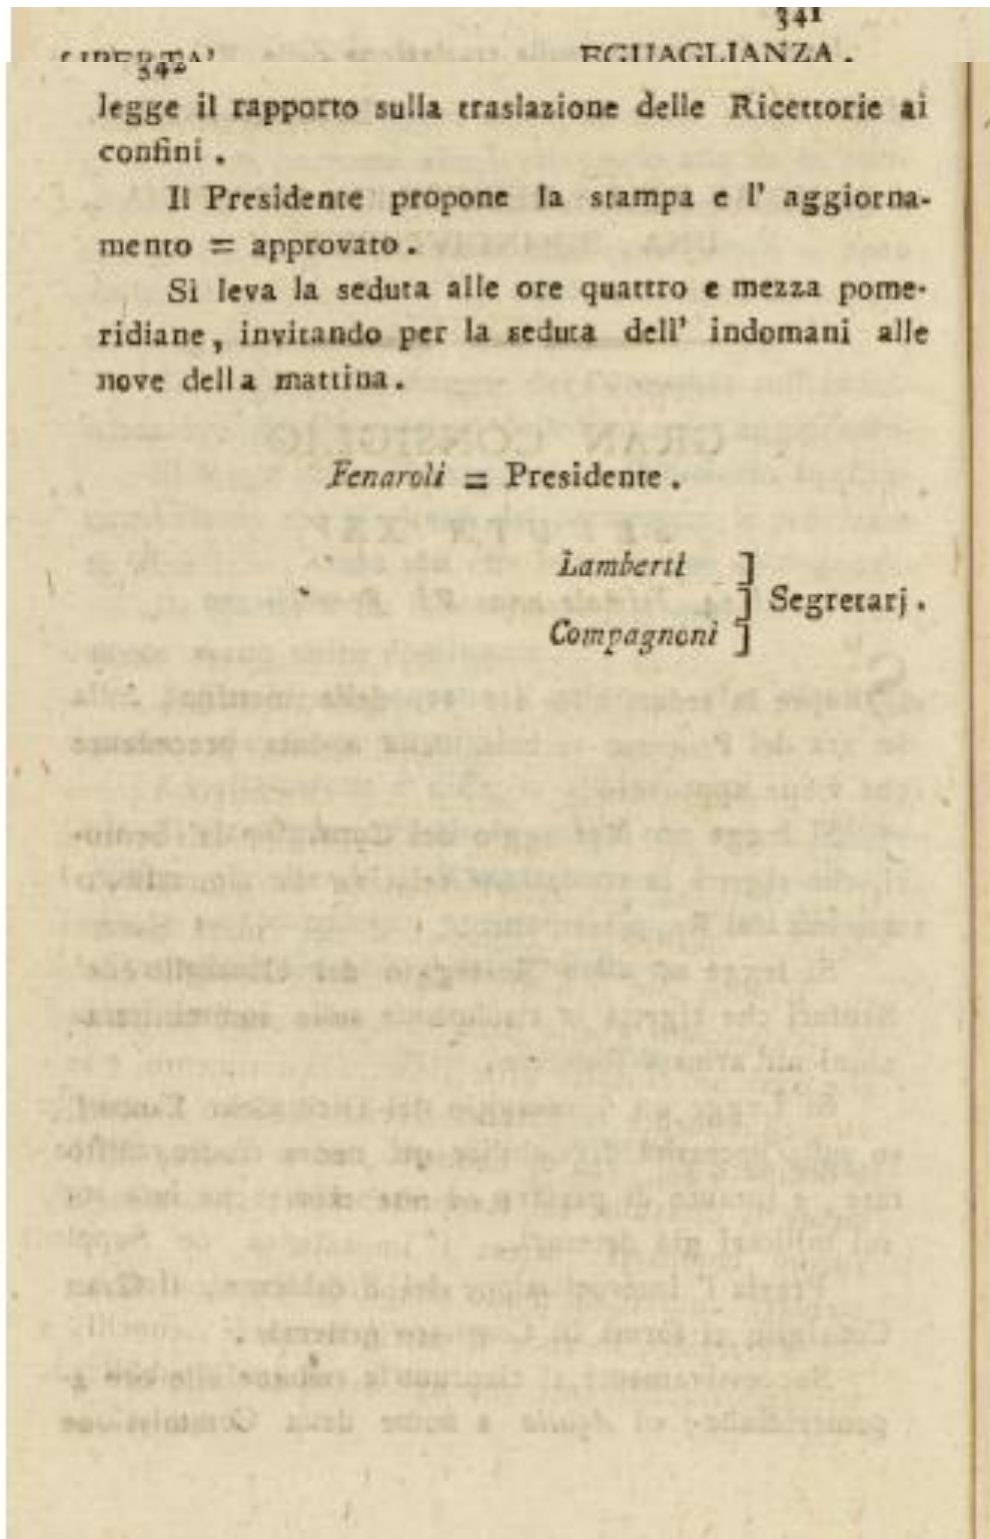 341
LIBERTA' EGUAGLIANZA .
342
legge il rapporto sulla traslazione delle Ricettorie ai
confini .
Il Presidente propone la stampa e l' aggiorna-
mento = approvato .
Si leva la seduta alle ore quattro e mezza pome-
ridiane , invitando per la seduta dell' indomani alle
nove della mattina .
Fenaroli = Presidente .
Lamberti ]
] Segretarj .
Compagnoni ]